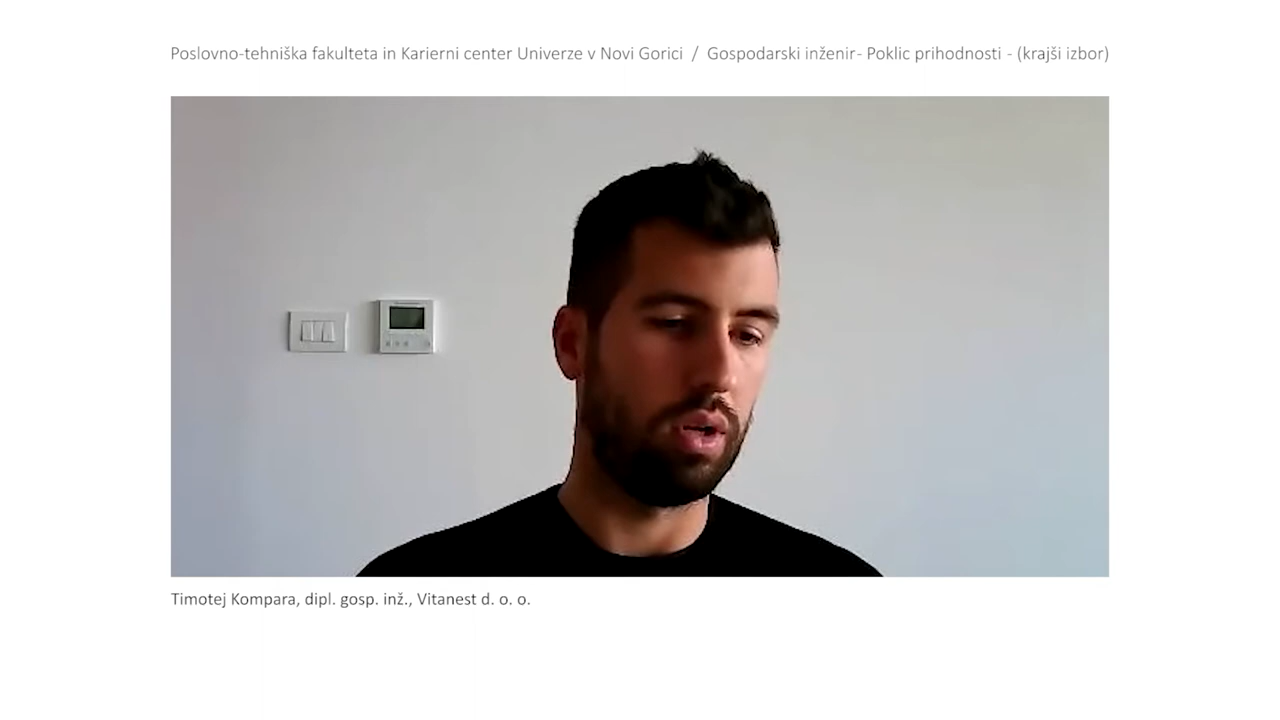 Poslovno-tehniška fakulteta in Karierni center Univerze v Novi Gorici / Gospodarski inženir- Poklic prihodnosti - (krajši izbor)
Timotej Kompara, dipl. gosp. inž., Vitanest d. o. o.